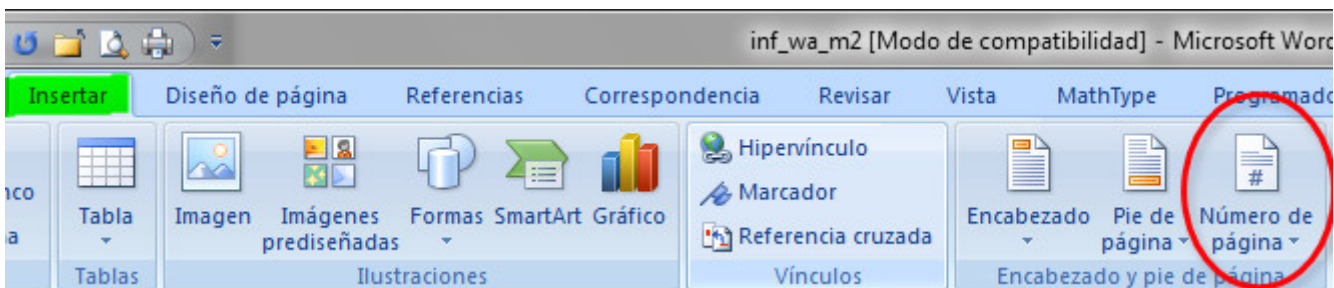 inf_wa_m2 [Modo de compatibilidad] - Microsoft Word
Insertar Diseño de página Referencias Correspondencia Revisar Vista MathType Programado
Tabla
Imagen
Imágenes
prediseñadas
Formas
SmartArt
Gráfico
Hipervínculo
Marcador
Referencia cruzada
Encabezado
Pie de
página
Número de
página
#
Tablas Ilustraciones Vínculos Encabezado y pie de página